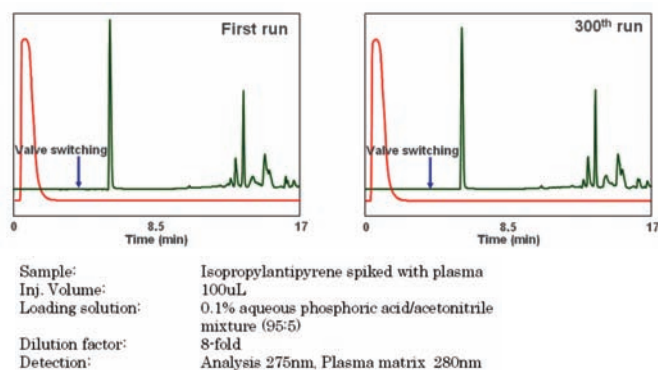 First run
Valve switching
0
8.5
17
Time (min)
300th run
Valve switching
0
8.5
17
Time (min)
Sample: Isopropylantipyrene spiked with plasma
Inj. Volume: 100uL
Loading solution: 0.1% aqueous phosphoric acid/acetonitrile
mixture (95:5)
Dilution factor: 8-fold
Detection: Analysis 275nm, Plasma matrix 280nm